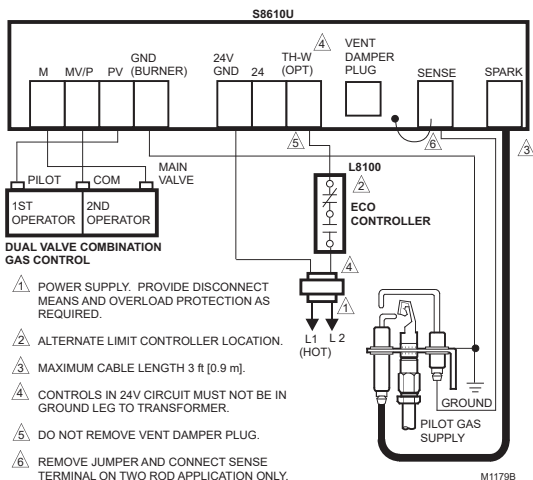 S8610U
M
MV/P
PV
GND
(BURNER)
24V
GND
24
TH-W
(OPT)
4
VENT
DAMPER
PLUG
SENSE
SPARK
5
6
3
PILOT
COM
MAIN
VALVE
1ST
OPERATOR
2ND
OPERATOR
DUAL VALVE COMBINATION
GAS CONTROL
L8100
2
ECO
CONTROLLER
4
1
L1
(HOT)
L 2
GROUND
PILOT GAS
SUPPLY
1 POWER SUPPLY. PROVIDE DISCONNECT
MEANS AND OVERLOAD PROTECTION AS
REQUIRED.
2 ALTERNATE LIMIT CONTROLLER LOCATION.
3 MAXIMUM CABLE LENGTH 3 ft [0.9 m].
4 CONTROLS IN 24V CIRCUIT MUST NOT BE IN
GROUND LEG TO TRANSFORMER.
5 DO NOT REMOVE VENT DAMPER PLUG.
6 REMOVE JUMPER AND CONNECT SENSE
TERMINAL ON TWO ROD APPLICATION ONLY.
M1179B